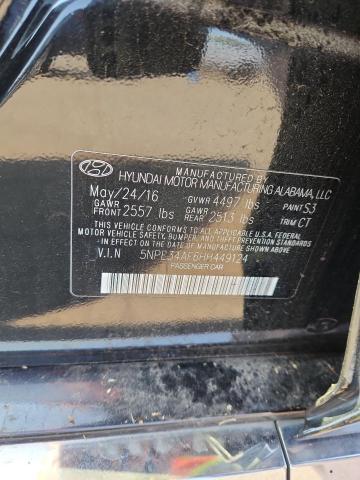 MANUFACTURED BY
HYUNDAI MOTOR MANUFACTURING ALABAMA, LLC
May/24/16 GVWR 4497 lbs PAINT S3
GAWR FRONT 2557 lbs GAWR REAR 2513 lbs TRIM CT
THIS VEHICLE CONFORMS TO ALL APPLICABLE U.S.A. FEDERAL
MOTOR VEHICLE SAFETY, BUMPER, AND THEFT PREVENTION
STANDARDS IN EFFECT ON THE DATE OF MANUFACTURE SHOWN ABOVE.
V.I.N 5NPE34AF6HH449124
PASSENGER CAR